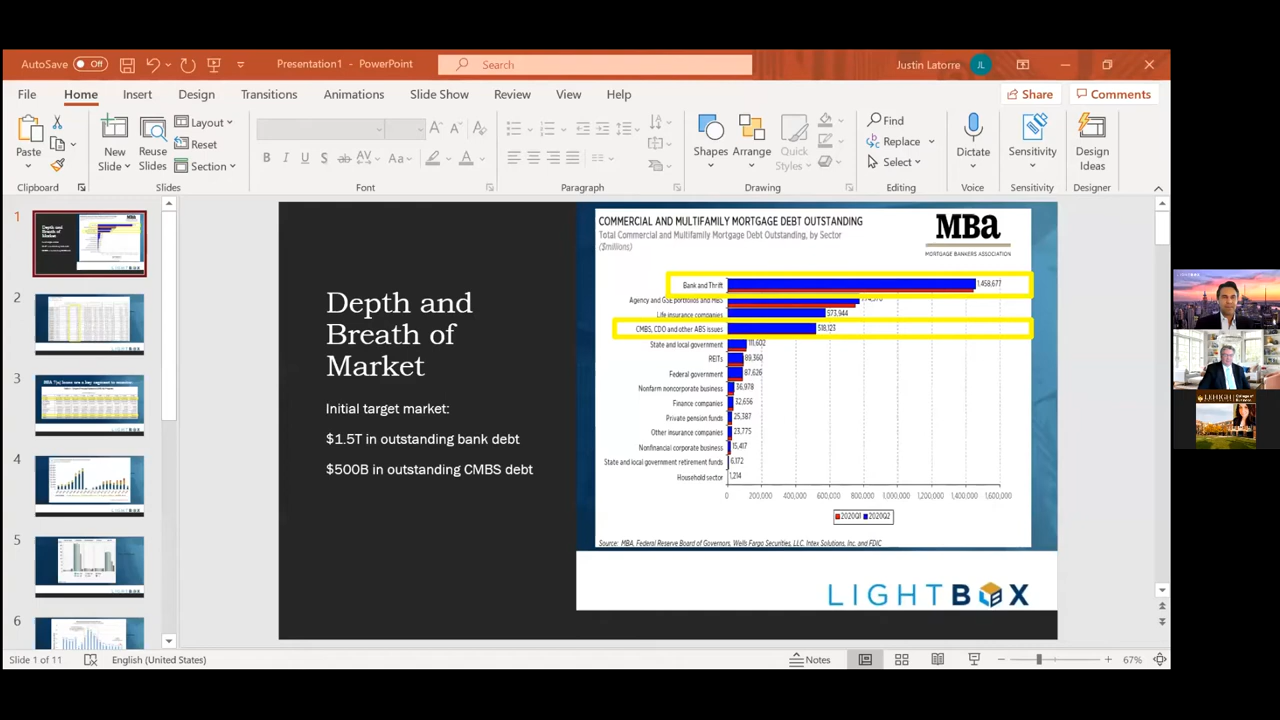 AutoSave Off Presentation1 - PowerPoint Search Justin Latorre JL
File Home Insert Design Transitions Animations Slide Show Review View Help Share Comments
Paste
New
Slide
Reuse
Slides
Layout
Reset
Section
Shapes
Arrange
Quick
Styles
Find
Replace
Select
Dictate
Sensitivity
Design
Ideas
Clipboard Slides Font Paragraph Drawing Editing Voice Sensitivity Designer
1
2
3
4
5
6
Depth and
Breath of
Market
Initial target market:
$1.5T in outstanding bank debt
$500B in outstanding CMBS debt
COMMERCIAL AND MULTIFAMILY MORTGAGE DEBT OUTSTANDING
Total Commercial and Multifamily Mortgage Debt Outstanding, by Sector
($millions)
MBA
MORTGAGE BANKERS ASSOCIATION
Bank and Thrift 1,458,677
Agency and GSE portfolios and MBS
Life insurance companies 573,944
CMBS, CDO and other ABS issues 518,123
State and local government 111,602
REITs 89,360
Federal government 87,626
Nonfarm noncorporate business 36,978
Finance companies 32,656
Private pension funds 25,387
Other insurance companies 23,775
Nonfinancial corporate business 15,417
State and local government retirement funds 6,172
Household sector 1,214
0 200,000 400,000 600,000 800,000 1,000,000 1,200,000 1,400,000 1,600,000
2020Q1 2020Q2
Source: MBA, Federal Reserve Board of Governors, Wells Fargo Securities, LLC, Intex Solutions, Inc. and FDIC
LIGHTBOX
LEHIGH
Slide 1 of 11 English (United States) Notes 67%